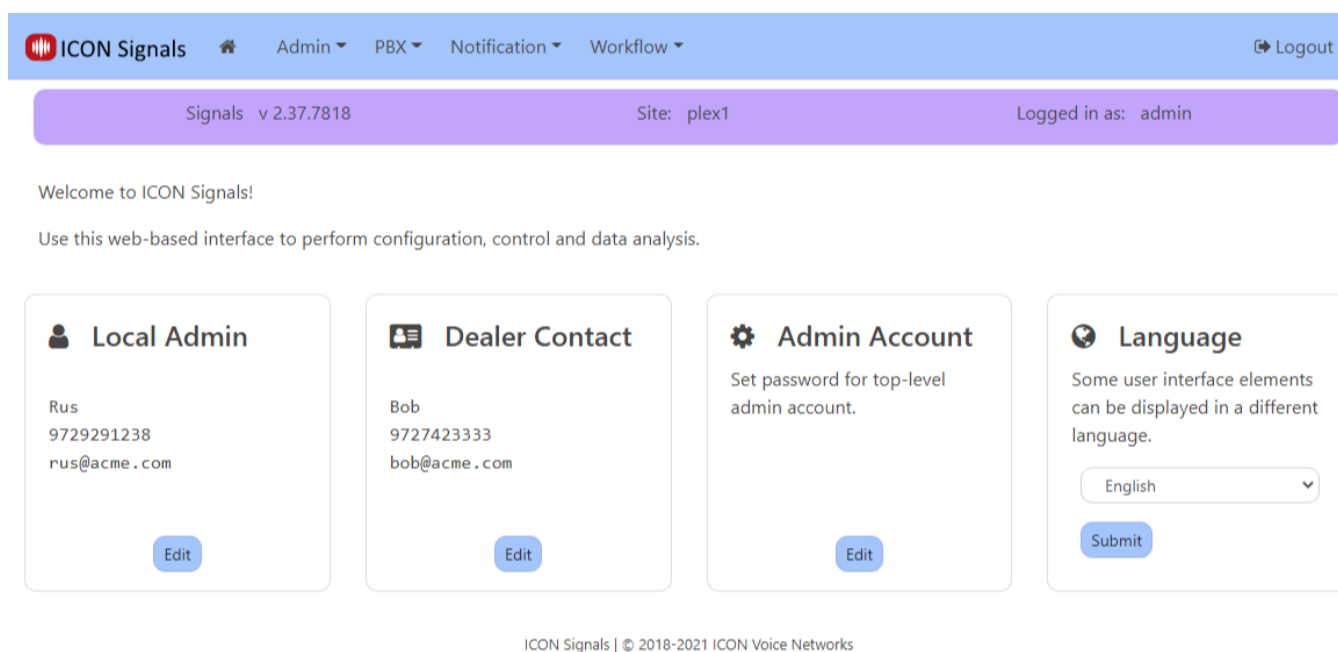 ICON Signals Admin PBX Notification Workflow Logout
Signals v 2.37.7818 Site: plex1 Logged in as: admin
Welcome to ICON Signals!
Use this web-based interface to perform configuration, control and data analysis.
Local Admin
Rus
9729291238
rus@acme.com
Edit
Dealer Contact
Bob
9727423333
bob@acme.com
Edit
Admin Account
Set password for top-level
admin account.
Edit
Language
Some user interface elements
can be displayed in a different
language.
English
Submit
ICON Signals | © 2018-2021 ICON Voice Networks